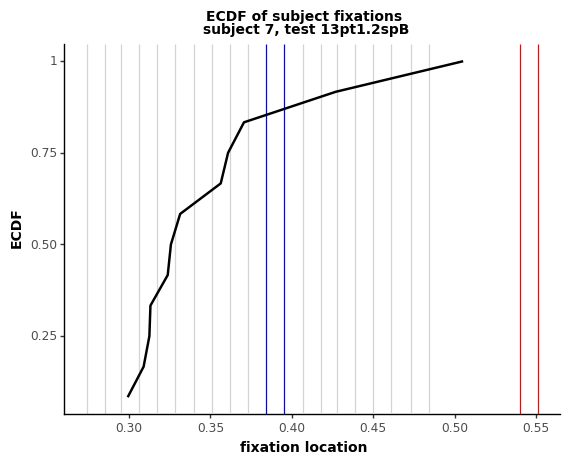 ECDF of subject fixations
subject 7, test 13pt1.2spB
1
0.75
0.50
0.25
ECDF
0.30 0.35 0.40 0.45 0.50 0.55
fixation location